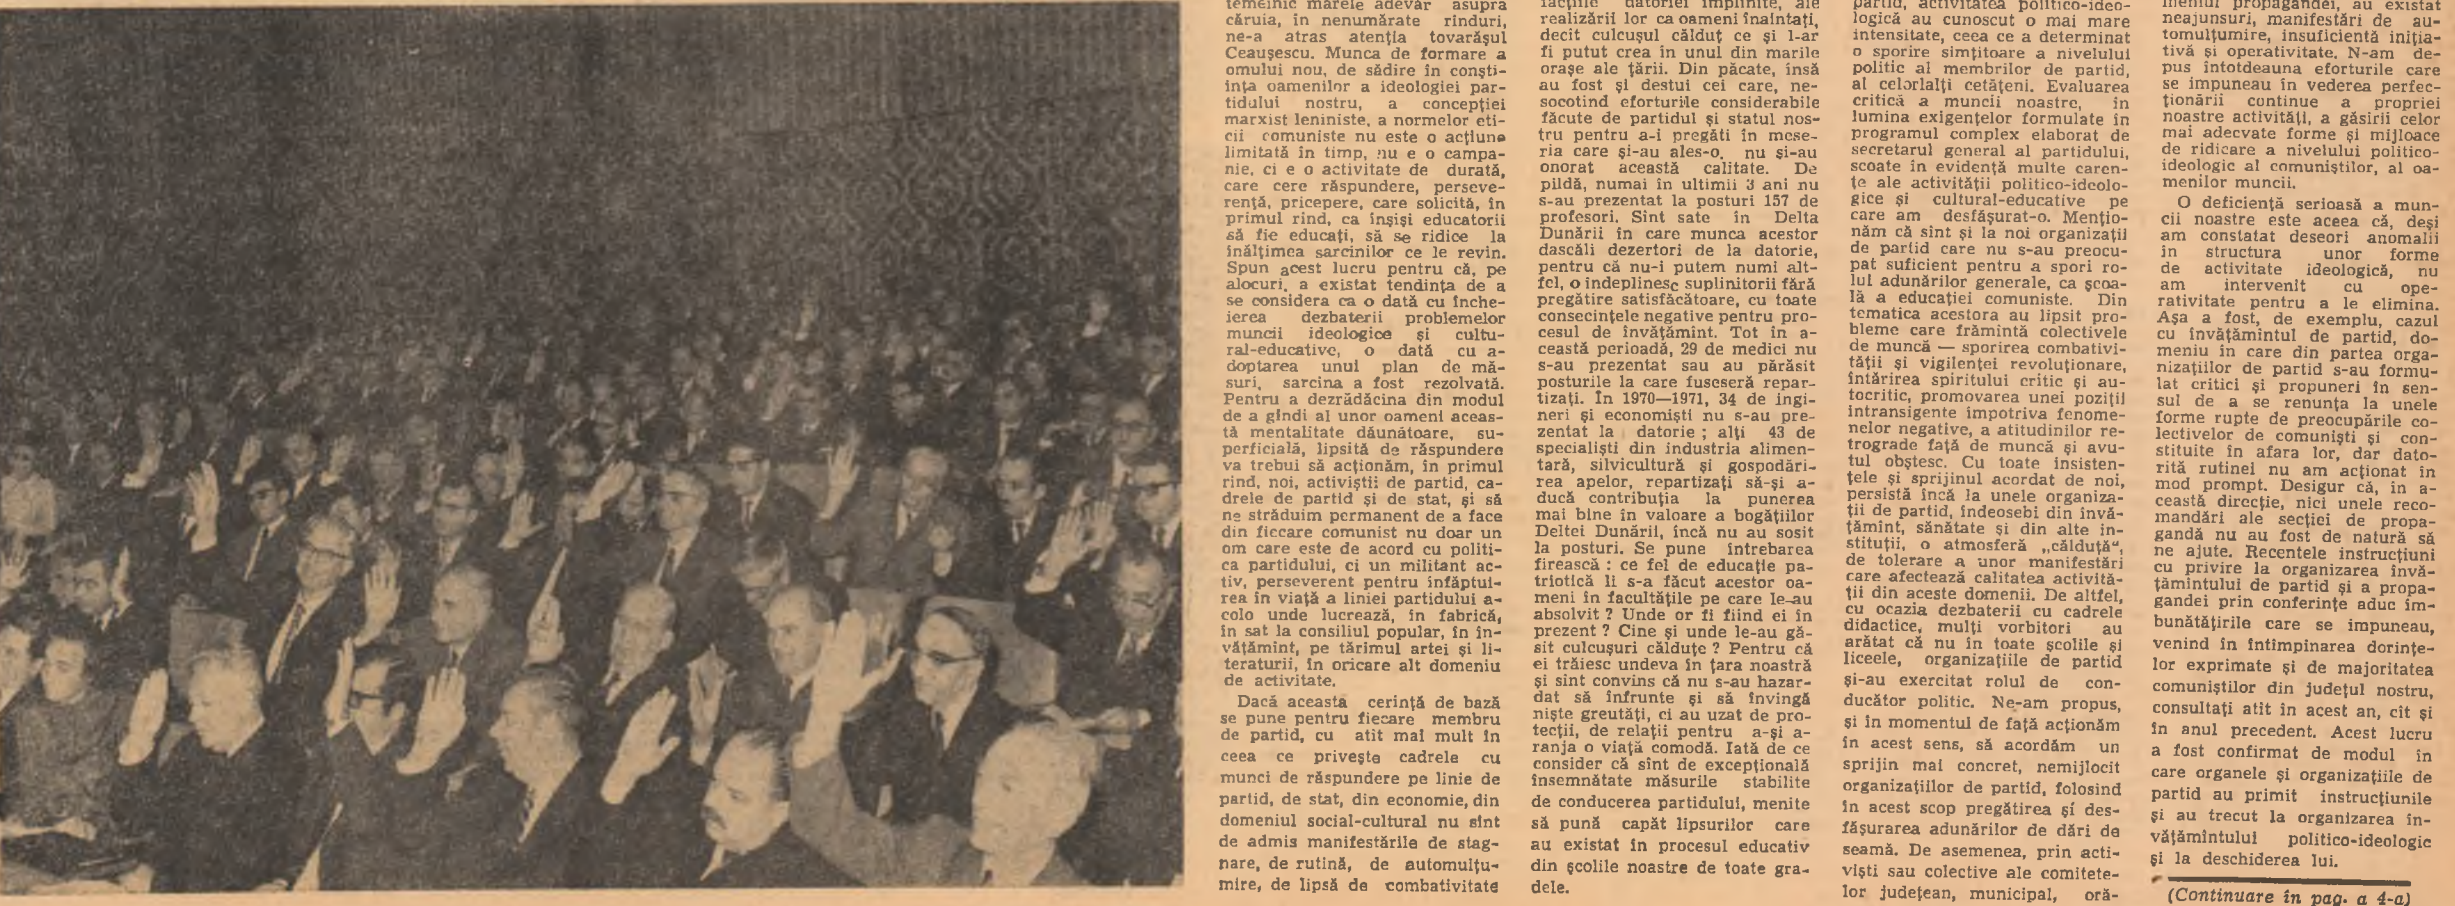 temeinic marele adevăr asupra
căruia, în nenumărate rînduri,
ne-a atras atenția tovarășul
Ceaușescu. Munca de formare a
omului nou, de sădire în conști-
ința oamenilor a ideologiei par-
tidului nostru, a concepției
marxist leniniste, a normelor eti-
cii comuniste nu este o acțiune
limitată în timp, nu e o campa-
nie, ci e o activitate de durată,
care cere răspundere, perseve-
rență, pricepere, care solicită, în
primul rînd, ca înșiși educatorii
să fie educați, să se ridice la
înălțimea sarcinilor ce le revin.
Spun acest lucru pentru că, pe
alocuri, a existat tendința de a
se considera ca o dată cu înche-
ierea dezbaterii problemelor
muncii ideologice și cultu-
ral-educative, o dată cu a-
doptarea unui plan de mă-
suri, sarcina a fost rezolvată.
Pentru a dezrădăcina din modul
de a gîndi al unor oameni aceas-
tă mentalitate dăunătoare, su-
perficială, lipsită de răspundere
va trebui să acționăm, în primul
rînd, noi, activiștii de partid, ca-
drele de partid și de stat, și să
ne străduim permanent de a face
din fiecare comunist nu doar un
om care este de acord cu politi-
ca partidului, ci un militant ac-
tiv, perseverent pentru înfăptui-
rea în viață a liniei partidului a-
colo unde lucrează, în fabrică,
în sat la consiliul popular, în în-
vățămînt, pe tărîmul artei și li-
teraturii, în oricare alt domeniu
de activitate.
Dacă această cerință de bază
se pune pentru fiecare membru
de partid, cu atît mai mult în
ceea ce privește cadrele cu
munci de răspundere pe linie de
partid, de stat, din economie, din
domeniul social-cultural nu sînt
de admis manifestările de stag-
nare, de rutină, de automulțu-
mire, de lipsă de combativitate
facțiile datoriei împlinite, ale
realizării lor ca oameni înaintați,
decît culcușul călduț ce și l-ar
fi putut crea în unul din marile
orașe ale țării. Din păcate, însă
au fost și destui cei care, ne-
socotind eforturile considerabile
făcute de partidul și statul nos-
tru pentru a-i pregăti în mese-
ria care și-au ales-o, nu și-au
onorat această calitate. De
pildă, numai în ultimii 3 ani nu
s-au prezentat la posturi 157 de
profesori. Sînt sate în Delta
Dunării în care munca acestor
dascăli dezertori de la datorie,
pentru că nu-i putem numi alt-
fel, o îndeplinesc suplinitorii fără
pregătire satisfăcătoare, cu toate
consecințele negative pentru pro-
cesul de învățămînt. Tot în a-
ceastă perioadă, 29 de medici nu
s-au prezentat sau au părăsit
posturile la care fuseseră repar-
tizați. În 1970—1971, 34 de ingi-
neri și economiști nu s-au pre-
zentat la datorie ; alți 43 de
specialiști din industria alimen-
tară, silvicultură și gospodări-
rea apelor, repartizați să-și a-
ducă contribuția la punerea
mai bine în valoare a bogățiilor
Deltei Dunării, încă nu au sosit
la posturi. Se pune întrebarea
firească : ce fel de educație pa-
triotică li s-a făcut acestor oa-
meni în facultățile pe care le-au
absolvit ? Unde or fi fiind ei în
prezent ? Cine și unde le-au gă-
sit culcușuri călduțe ? Pentru că
ei trăiesc undeva în țara noastră
și sînt convins că nu s-au hazar-
dat să înfrunte și să învingă
niște greutăți, ci au uzat de pro-
tecții, de relații pentru a-și a-
ranja o viață comodă. Iată de ce
consider că sînt de excepțională
însemnătate măsurile stabilite
de conducerea partidului, menite
să pună capăt lipsurilor care
au existat în procesul educativ
din școlile noastre de toate gra-
dele.
partid, activitatea politico-ideo-
logică au cunoscut o mai mare
intensitate, ceea ce a determinat
o sporire simțitoare a nivelului
politic al membrilor de partid,
al celorlalți cetățeni. Evaluarea
critică a muncii noastre, în
lumina exigențelor formulate în
programul complex elaborat de
secretarul general al partidului,
scoate în evidență multe caren-
țe ale activității politico-ideolo-
gice și cultural-educative pe
care am desfășurat-o. Mențio-
năm că sînt și la noi organizații
de partid care nu s-au preocu-
pat suficient pentru a spori ro-
lul adunărilor generale, ca școa-
lă a educației comuniste. Din
tematica acestora au lipsit pro-
bleme care frămîntă colectivele
de muncă — sporirea combativi-
tății și vigilenței revoluționare,
întărirea spiritului critic și au-
tocritic, promovarea unei poziții
intransigente împotriva fenome-
nelor negative, a atitudinilor re-
trograde față de muncă și avu-
tul obștesc. Cu toate insisten-
țele și sprijinul acordat de noi,
persistă încă la unele organiza-
ții de partid, îndeosebi din învă-
țămînt, sănătate și din alte in-
stituții, o atmosferă „călduță“,
de tolerare a unor manifestări
care afectează calitatea activită-
ții din aceste domenii. De altfel,
cu ocazia dezbaterii cu cadrele
didactice, mulți vorbitori au
arătat că nu în toate școlile și
liceele, organizațiile de partid
și-au exercitat rolul de con-
ducător politic. Ne-am propus,
și în momentul de față acționăm
în acest sens, să acordăm un
sprijin mai concret, nemijlocit
organizațiilor de partid, folosind
în acest scop pregătirea și des-
fășurarea adunărilor de dări de
seamă. De asemenea, prin acti-
viști sau colective ale comitete-
lor județean, municipal, oră-
meniul propagandei, au existat
neajunsuri, manifestări de au-
tomulțumire, insuficientă iniția-
tivă și operativitate. N-am de-
pus întotdeauna eforturile care
se impuneau în vederea perfec-
ționării continue a propriei
noastre activități, a găsirii celor
mai adecvate forme și mijloace
de ridicare a nivelului politico-
ideologic al comuniștilor, al oa-
menilor muncii.
O deficiență serioasă a mun-
cii noastre este aceea că, deși
am constatat deseori anomalii
în structura unor forme
de activitate ideologică, nu
am intervenit cu ope-
rativitate pentru a le elimina.
Așa a fost, de exemplu, cazul
cu învățămîntul de partid, do-
meniu în care din partea orga-
nizațiilor de partid s-au formu-
lat critici și propuneri în sen-
sul de a se renunța la unele
forme rupte de preocupările co-
lectivelor de comuniști și con-
stituite în afara lor, dar dato-
rită rutinei nu am acționat în
mod prompt. Desigur că, în a-
ceastă direcție, nici unele reco-
mandări ale secției de propa-
gandă nu au fost de natură să
ne ajute. Recentele instrucțiuni
cu privire la organizarea învă-
țămîntului de partid și a propa-
gandei prin conferințe aduc îm-
bunătățirile care se impuneau,
venind în întîmpinarea dorințe-
lor exprimate și de majoritatea
comuniștilor din județul nostru,
consultați atît în acest an, cît și
în anul precedent. Acest lucru
a fost confirmat de modul în
care organele și organizațiile de
partid au primit instrucțiunile
și au trecut la organizarea în-
vățămîntului politico-ideologic
și la deschiderea lui.
(Continuare în pag. a 4-a)